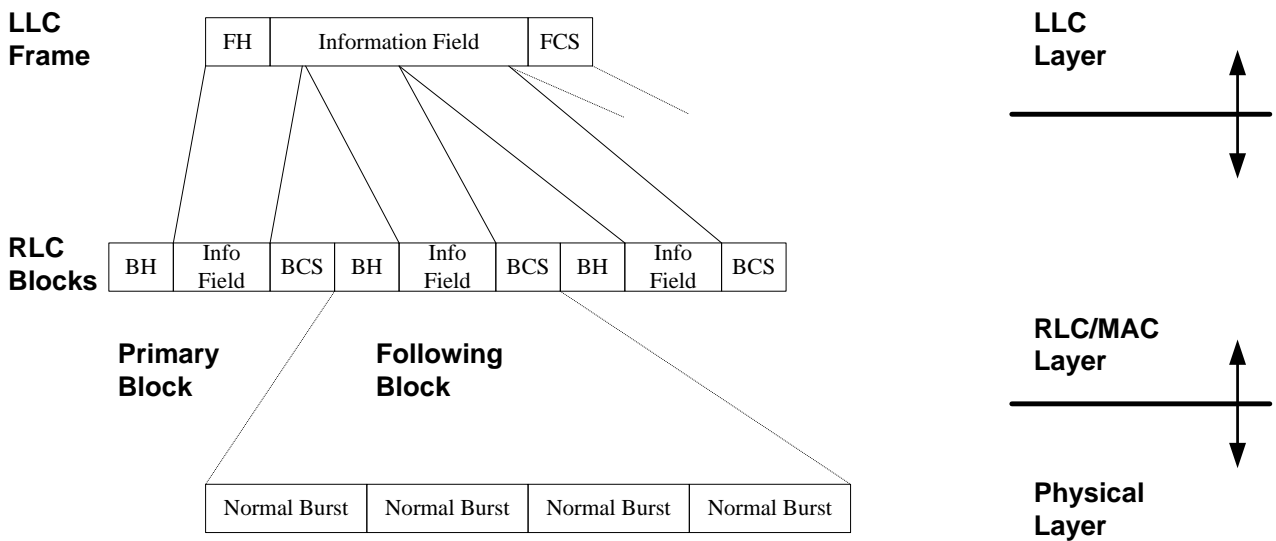 LLC
Frame
FH
Information Field
FCS
LLC
Layer
RLC
Blocks
BH
Info
Field
BCS
BH
Info
Field
BCS
BH
Info
Field
BCS
Primary
Block
Following
Block
RLC/MAC
Layer
Normal Burst
Normal Burst
Normal Burst
Normal Burst
Physical
Layer